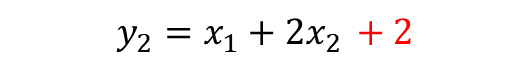 y₂ = x₁ + 2x₂ + 2